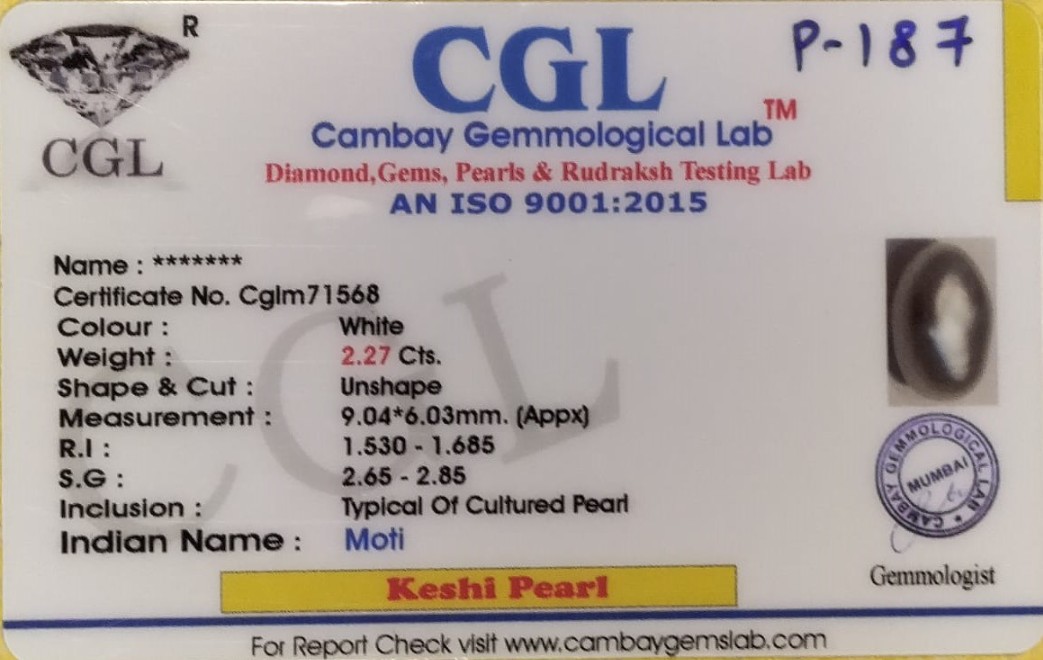 R
CGL
CGL
P-187
TM
Cambay Gemmological Lab
Diamond,Gems, Pearls & Rudraksh Testing Lab
AN ISO 9001:2015
CGL
Name : *******
Certificate No. Cglm71568
Colour : White
Weight : 2.27 Cts.
Shape & Cut : Unshape
Measurement : 9.04*6.03mm. (Appx)
R.I : 1.530 - 1.685
S.G : 2.65 - 2.85
Inclusion : Typical Of Cultured Pearl
Indian Name : Moti
CAMBAY GEMMOLOGICAL LAB
MUMBAI
Gemmologist
Keshi Pearl
For Report Check visit www.cambaygemslab.com